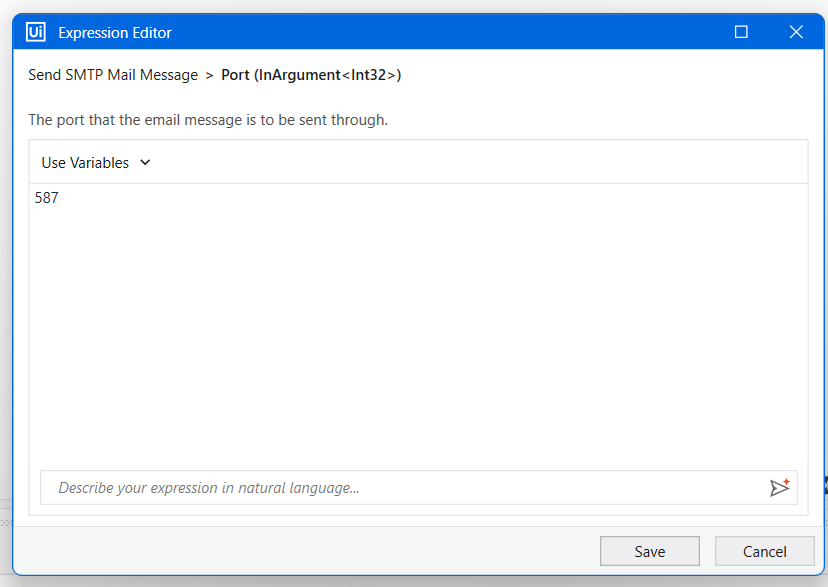 Ui Expression Editor
Send SMTP Mail Message > Port (InArgument<Int32>)
The port that the email message is to be sent through.
Use Variables
587
Describe your expression in natural language...
Save Cancel